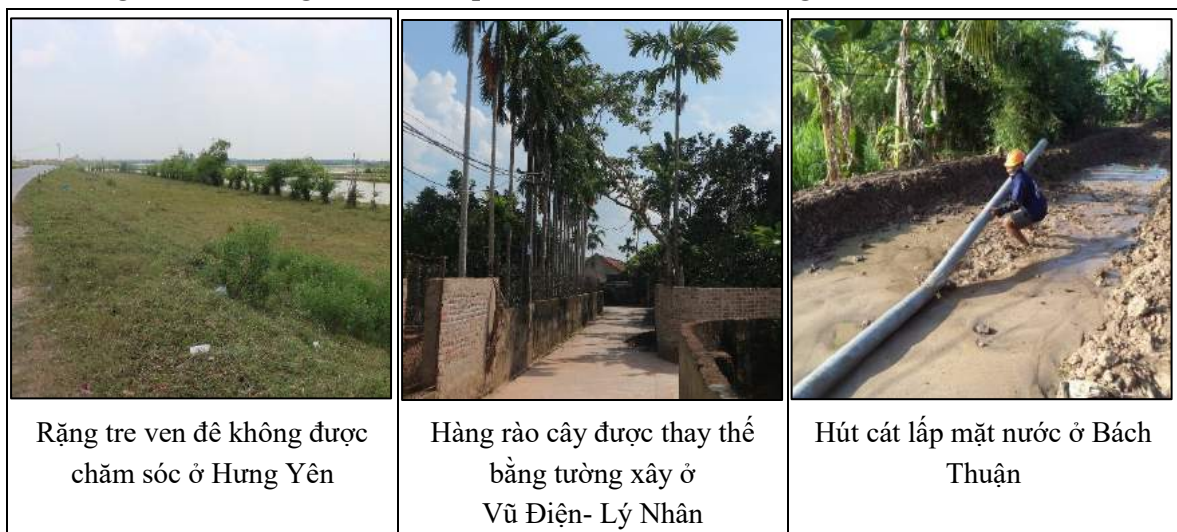 Rặng tre ven đê không được
chăm sóc ở Hưng Yên
Hàng rào cây được thay thế
bằng tường xây ở
Vũ Điện- Lý Nhân
Hút cát lấp mặt nước ở Bách
Thuận